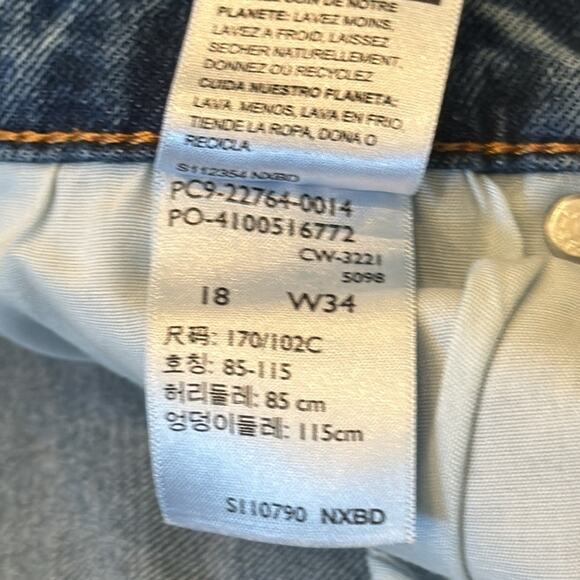 PLANETE: LAVEZ MOINS,
LAVEZ A FROID, LAISSEZ
SECHER NATURELLEMENT,
DONNEZ OU RECYCLEZ
CUIDA NUESTRO PLANETA:
LAVA MENOS, LAVA EN FRIO,
TIENDE LA ROPA, DONA O
RECICLA
S112354 NXBD
PC9-22764-0014
PO-4100516772
CW-3221
5098
18 W34
尺码: 170/102C
호칭: 85-115
허리둘레: 85 cm
엉덩이둘레: 115cm
S110790 NXBD